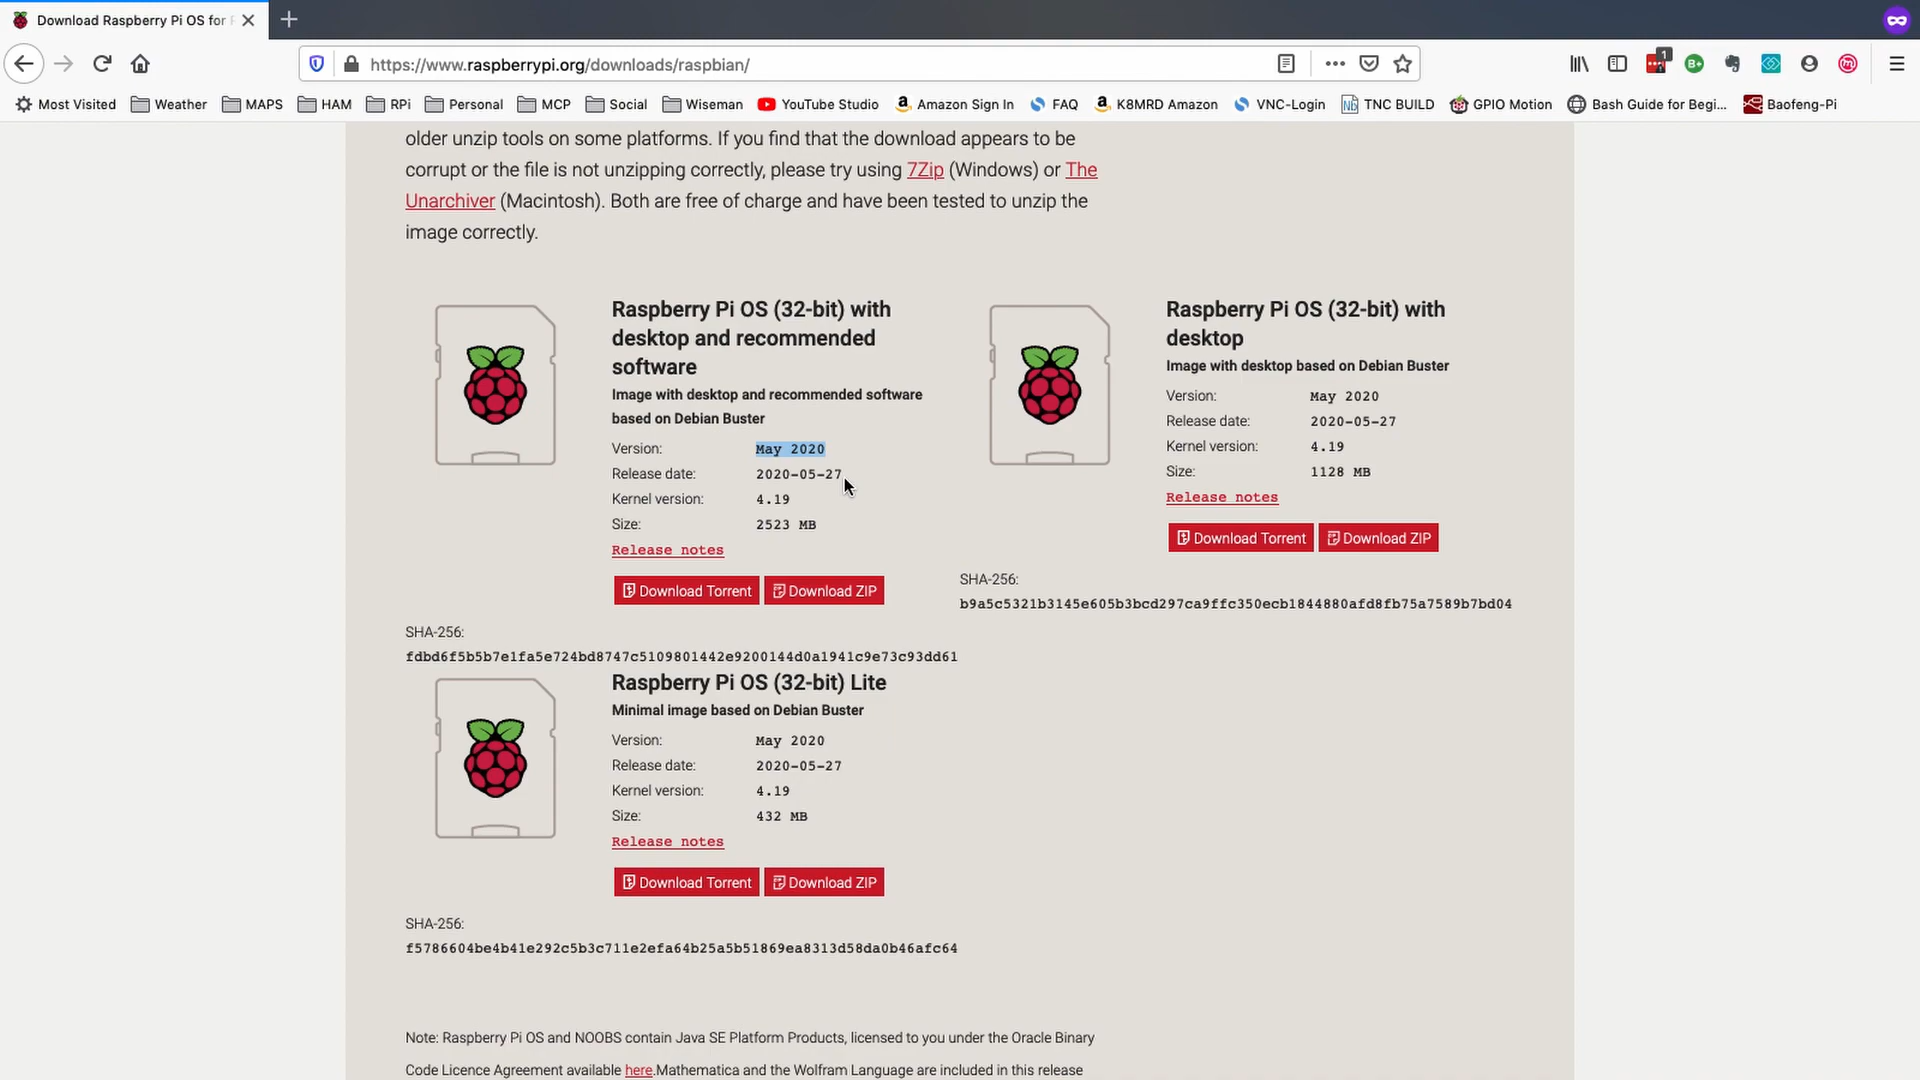 Download Raspberry Pi OS for
https://www.raspberrypi.org/downloads/raspbian/
1
B+
Most Visited Weather MAPS HAM RPi Personal MCP Social Wiseman YouTube Studio Amazon Sign In FAQ K8MRD Amazon VNC-Login TNC BUILD GPIO Motion Bash Guide for Begi... Baofeng-Pi
older unzip tools on some platforms. If you find that the download appears to be
corrupt or the file is not unzipping correctly, please try using 7Zip (Windows) or The
Unarchiver (Macintosh). Both are free of charge and have been tested to unzip the
image correctly.
Raspberry Pi OS (32-bit) with
desktop and recommended
software
Image with desktop and recommended software
based on Debian Buster
Version: May 2020
Release date: 2020-05-27
Kernel version: 4.19
Size: 2523 MB
Release notes
Download Torrent Download ZIP
SHA-256:
fdbd6f5b5b7e1fa5e724bd8747c5109801442e9200144d0a1941c9e73c93dd61
Raspberry Pi OS (32-bit) with
desktop
Image with desktop based on Debian Buster
Version: May 2020
Release date: 2020-05-27
Kernel version: 4.19
Size: 1128 MB
Release notes
Download Torrent Download ZIP
SHA-256:
b9a5c5321b3145e605b3bcd297ca9ffc350ecb1844880afd8fb75a7589b7bd04
Raspberry Pi OS (32-bit) Lite
Minimal image based on Debian Buster
Version: May 2020
Release date: 2020-05-27
Kernel version: 4.19
Size: 432 MB
Release notes
Download Torrent Download ZIP
SHA-256:
f5786604be4b41e292c5b3c711e2efa64b25a5b51869ea8313d58da0b46afc64
Note: Raspberry Pi OS and NOOBS contain Java SE Platform Products, licensed to you under the Oracle Binary
Code Licence Agreement available here.Mathematica and the Wolfram Language are included in this release